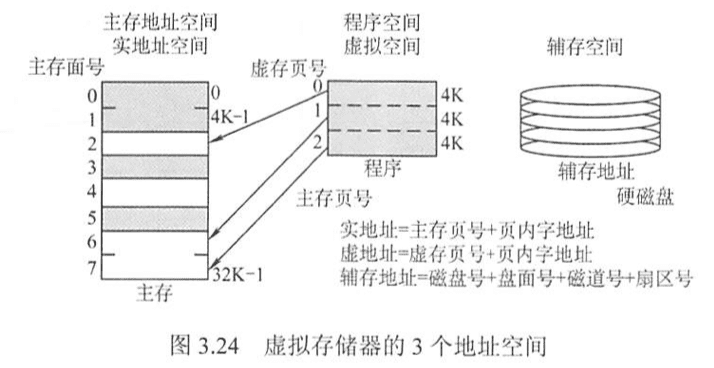 主存地址空间
实地址空间
主存面号
0
1
2
3
4
5
6
7
0
4K-1
32K-1
主存
程序空间
虚拟空间
虚存页号
0
1
2
4K
4K
4K
程序
主存页号
辅存空间
辅存地址
硬磁盘
实地址=主存页号+页内字地址
虚地址=虚存页号+页内字地址
辅存地址=磁盘号+盘面号+磁道号+扇区号
图 3.24 虚拟存储器的 3 个地址空间